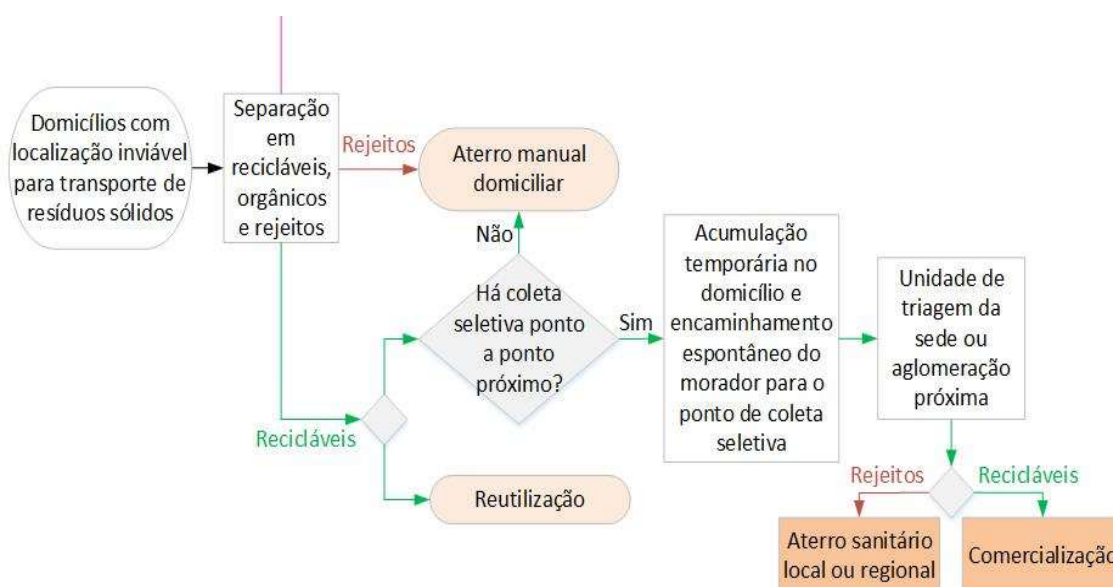 Domicílios com
localização inviável
para transporte de
resíduos sólidos
Separação
em
recicláveis,
orgânicos
e rejeitos
Rejeitos
Aterro manual
domiciliar
Não
Há coleta
seletiva ponto
a ponto
próximo?
Sim
Acumulação
temporária no
domicílio e
encaminhamento
espontâneo do
morador para o
ponto de coleta
seletiva
Unidade de
triagem da
sede ou
aglomeração
próxima
Recicláveis
Reutilização
Rejeitos
Recicláveis
Aterro sanitário
local ou regional
Comercialização